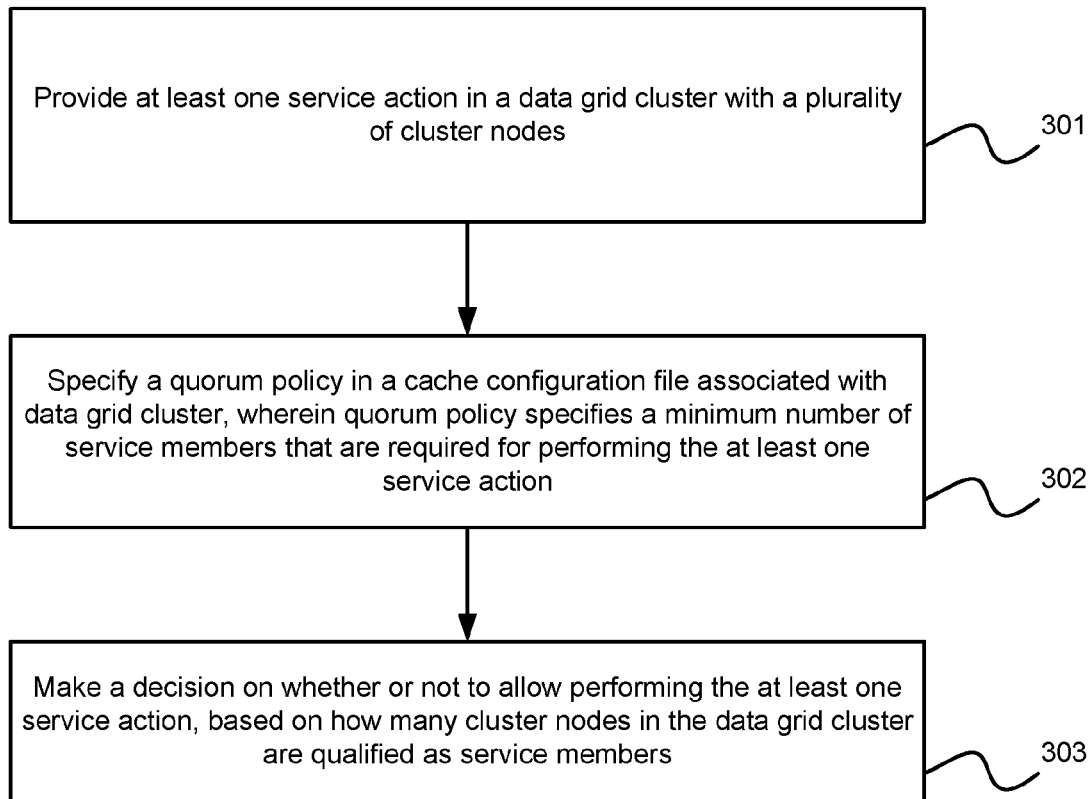 Provide at least one service action in a data grid cluster with a plurality
of cluster nodes
301
Specify a quorum policy in a cache configuration file associated with
data grid cluster, wherein quorum policy specifies a minimum number of
service members that are required for performing the at least one
service action
302
Make a decision on whether or not to allow performing the at least one
service action, based on how many cluster nodes in the data grid cluster
are qualified as service members
303